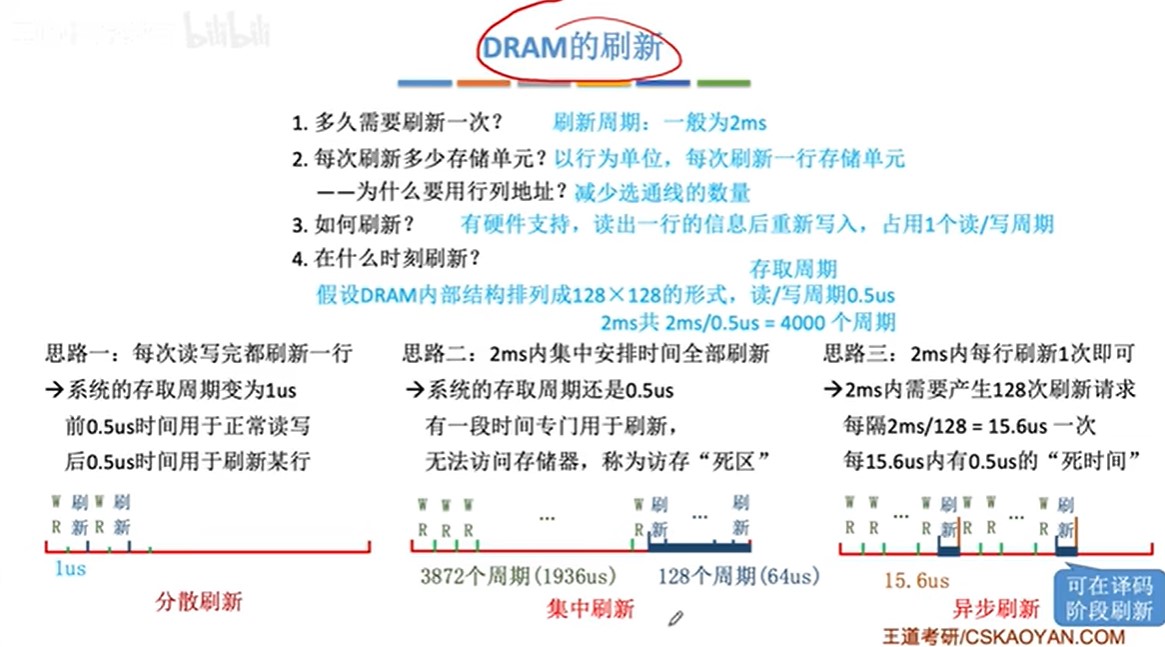 bilibili
DRAM的刷新
1. 多久需要刷新一次? 刷新周期：一般为2ms
2. 每次刷新多少存储单元? 以行为单位，每次刷新一行存储单元
——为什么要用行列地址? 减少选通线的数量
3. 如何刷新? 有硬件支持，读出一行的信息后重新写入，占用1个读/写周期
4. 在什么时刻刷新?
存取周期
假设DRAM内部结构排列成128×128的形式，读/写周期0.5us
2ms共 2ms/0.5us = 4000 个周期
思路一：每次读写完都刷新一行
→系统的存取周期变为1us
前0.5us时间用于正常读写
后0.5us时间用于刷新某行
W 刷 W 刷
R 新 R 新
1us
分散刷新
思路二：2ms内集中安排时间全部刷新
→系统的存取周期还是0.5us
有一段时间专门用于刷新，
无法访问存储器，称为访存“死区”
W W W ... W 刷 ... 刷
R R R R 新 新
3872个周期(1936us) 128个周期(64us)
集中刷新
思路三：2ms内每行刷新1次即可
→2ms内需要产生128次刷新请求
每隔2ms/128 = 15.6us 一次
每15.6us内有0.5us的“死时间”
W W ... W 刷 W W ... W 刷
R R R 新 R R R 新
15.6us
异步刷新
可在译码
阶段刷新
王道考研/CSKAOYAN.COM